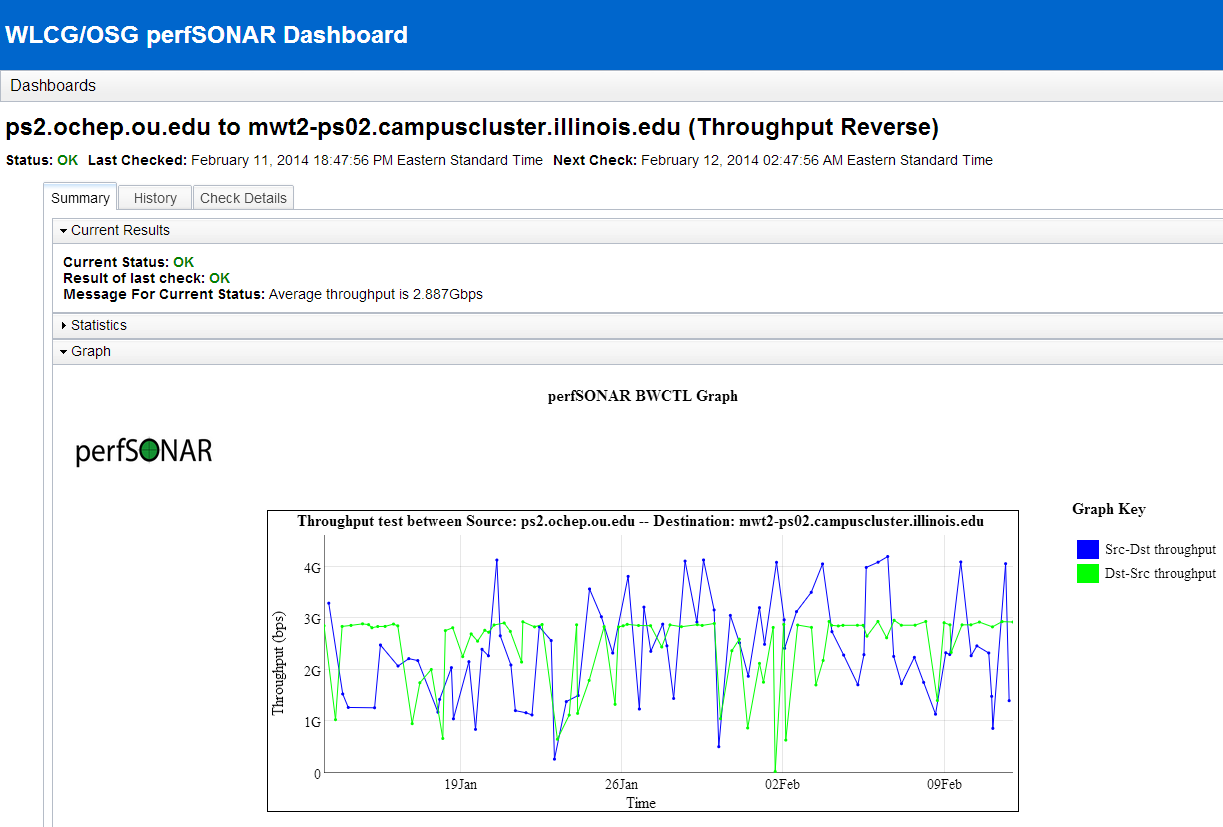 WLCG/OSG perfSONAR Dashboard
Dashboards
ps2.ochep.ou.edu to mwt2-ps02.campuscluster.illinois.edu (Throughput Reverse)
Status: OK Last Checked: February 11, 2014 18:47:56 PM Eastern Standard Time Next Check: February 12, 2014 02:47:56 AM Eastern Standard Time
Summary History Check Details
Current Results
Current Status: OK
Result of last check: OK
Message For Current Status: Average throughput is 2.887Gbps
Statistics
Graph
perfSONAR BWCTL Graph
perfSONAR
Throughput test between Source: ps2.ochep.ou.edu -- Destination: mwt2-ps02.campuscluster.illinois.edu
Throughput (bps)
4G
3G
2G
1G
0
19Jan 26Jan 02Feb 09Feb
Time
Graph Key
Src-Dst throughput
Dst-Src throughput